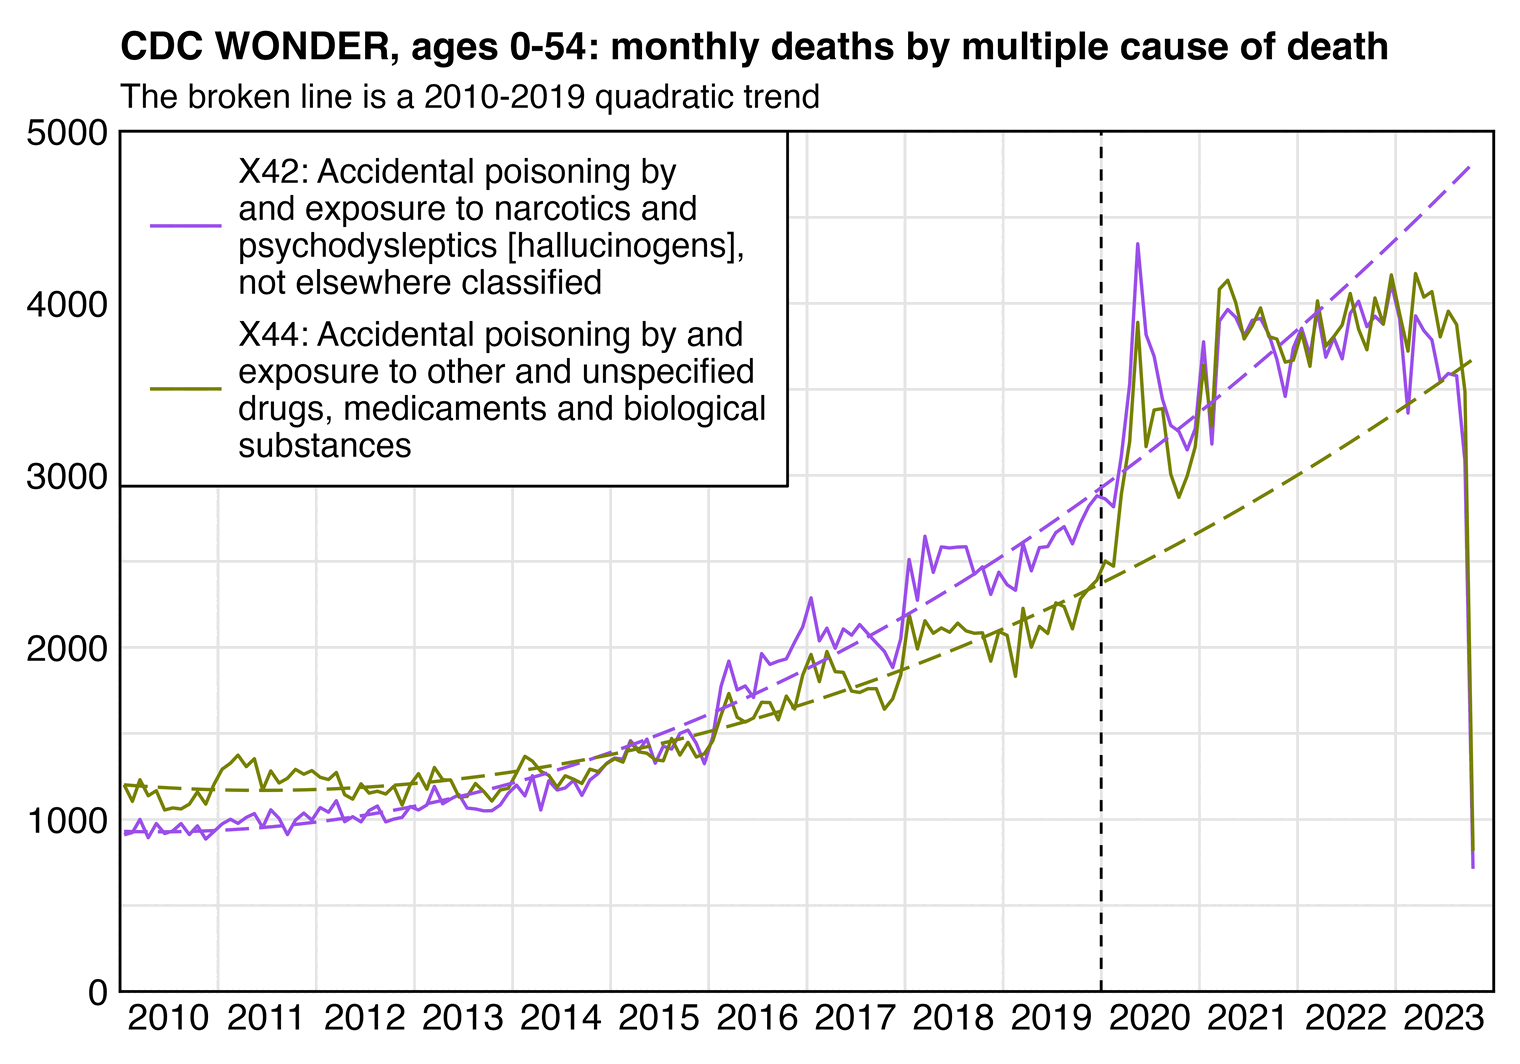 CDC WONDER, ages 0-54: monthly deaths by multiple cause of death
The broken line is a 2010-2019 quadratic trend
5000
X42: Accidental poisoning by
and exposure to narcotics and
psychodysleptics [hallucinogens],
not elsewhere classified
4000
X44: Accidental poisoning by and
exposure to other and unspecified
drugs, medicaments and biological
substances
3000
2000
1000
0
2010 2011 2012 2013 2014 2015 2016 2017 2018 2019 2020 2021 2022 2023